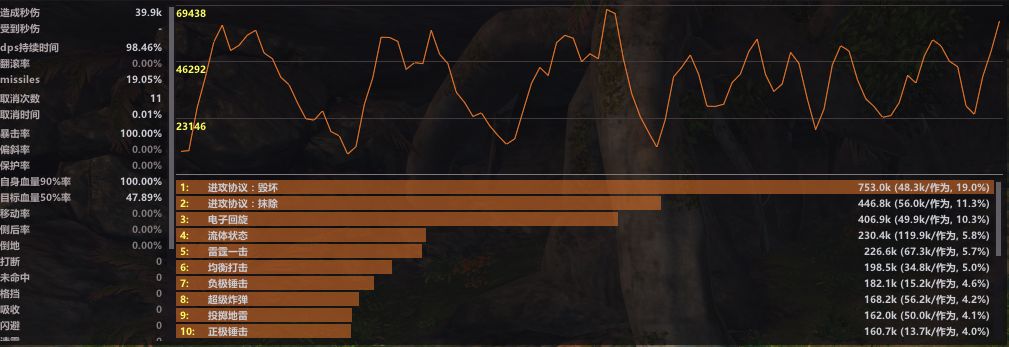 造成秒伤 39.9k
受到秒伤 -
dps持续时间 98.46%
翻滚率 0.00%
missiles 19.05%
取消次数 11
取消时间 0.01%
暴击率 100.00%
偏斜率 0.00%
保护率 0.00%
自身血量90%率 100.00%
目标血量50%率 47.89%
移动率 0.00%
侧后率 0.00%
倒地 0.00%
打断 0
未命中 0
格挡 0
吸收 0
闪避 0
69438
46292
23146
1: 进攻协议：毁坏 753.0k (48.3k/作为, 19.0%)
2: 进攻协议：抹除 446.8k (56.0k/作为, 11.3%)
3: 电子回旋 406.9k (49.9k/作为, 10.3%)
4: 流体状态 230.4k (119.9k/作为, 5.8%)
5: 雷霆一击 226.6k (67.3k/作为, 5.7%)
6: 均衡打击 198.5k (34.8k/作为, 5.0%)
7: 负极锤击 182.1k (15.2k/作为, 4.6%)
8: 超级炸弹 168.2k (56.2k/作为, 4.2%)
9: 投掷地雷 162.0k (50.0k/作为, 4.1%)
10: 正极锤击 160.7k (13.7k/作为, 4.0%)